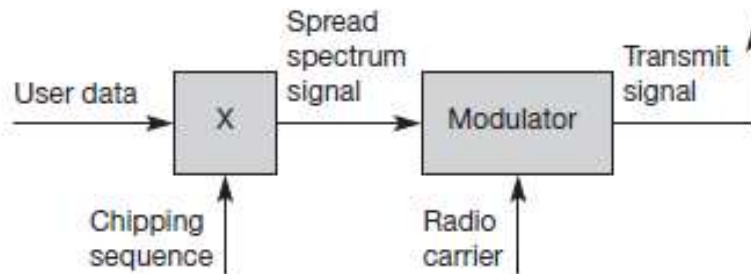 User data
X
Spread
spectrum
signal
Modulator
Transmit
signal
Chipping
sequence
Radio
carrier